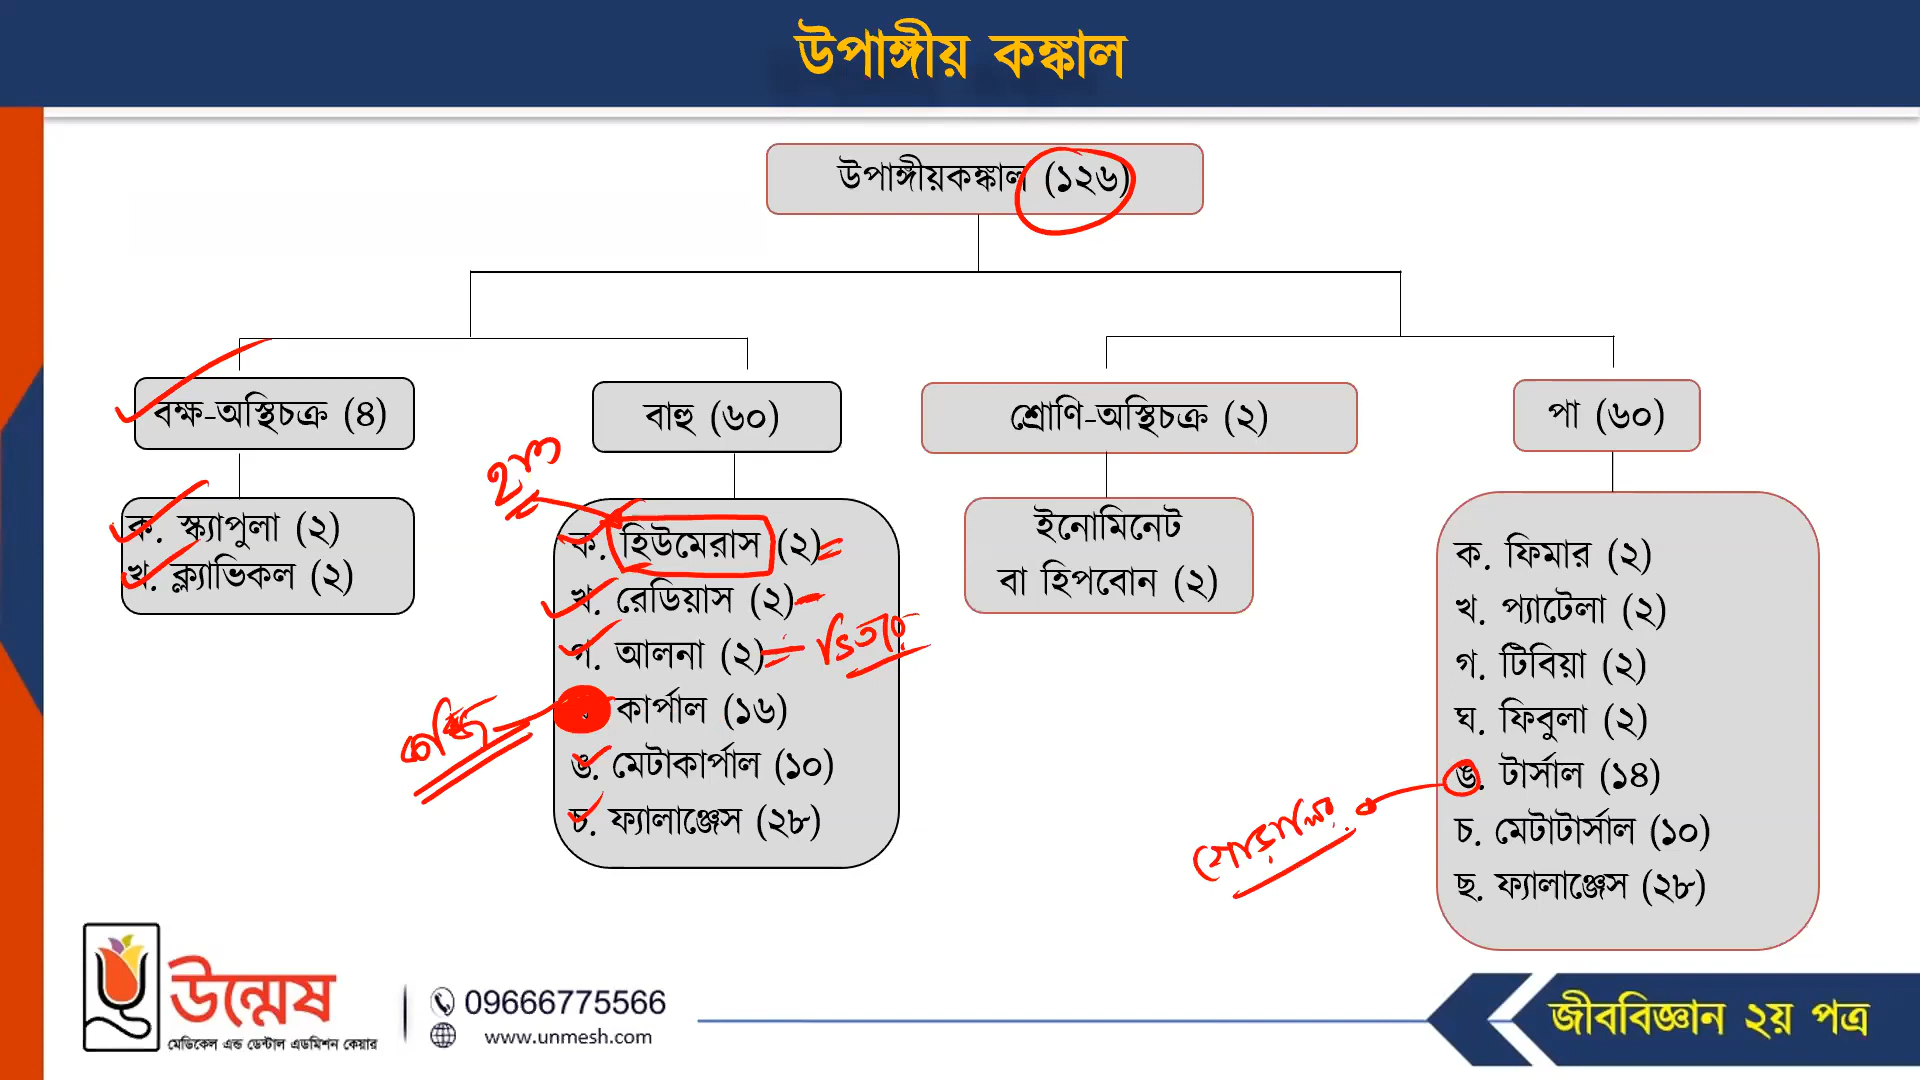 উপাঙ্গীয় কঙ্কাল
উপাঙ্গীয়কঙ্কাল (১২৬)
বক্ষ-অস্থিচক্র (৪)
বাহু (৬০)
শ্রোণি-অস্থিচক্র (২)
পা (৬০)
ক. স্ক্যাপুলা (২)
খ. ক্ল্যাভিকল (২)
হাত
ক. হিউমেরাস (২)
খ. রেডিয়াস (২)
গ. আলনা (২)
ভিতরে
কার্পাল (১৬)
কব্জি
ঙ. মেটাকার্পাল (১০)
চ. ফ্যালাঞ্জেস (২৮)
ইনোমিনেট
বা হিপবোন (২)
ক. ফিমার (২)
খ. প্যাটেলা (২)
গ. টিবিয়া (২)
ঘ. ফিবুলা (২)
ঙ. টার্সাল (১৪)
চ. মেটাটার্সাল (১০)
ছ. ফ্যালাঞ্জেস (২৮)
উন্মেষ
মেডিকেল এন্ড ডেন্টাল এডমিশন কেয়ার
09666775566
www.unmesh.com
জীববিজ্ঞান ২য় পত্র